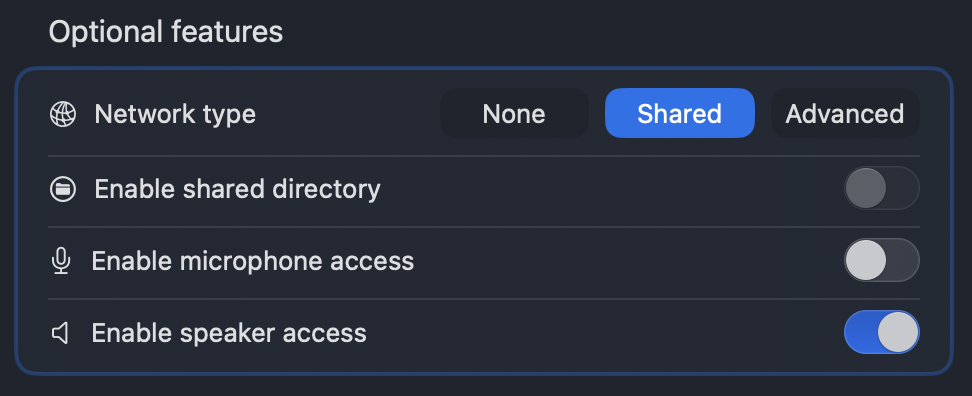 Optional features
Network type None Shared Advanced
Enable shared directory
Enable microphone access
Enable speaker access